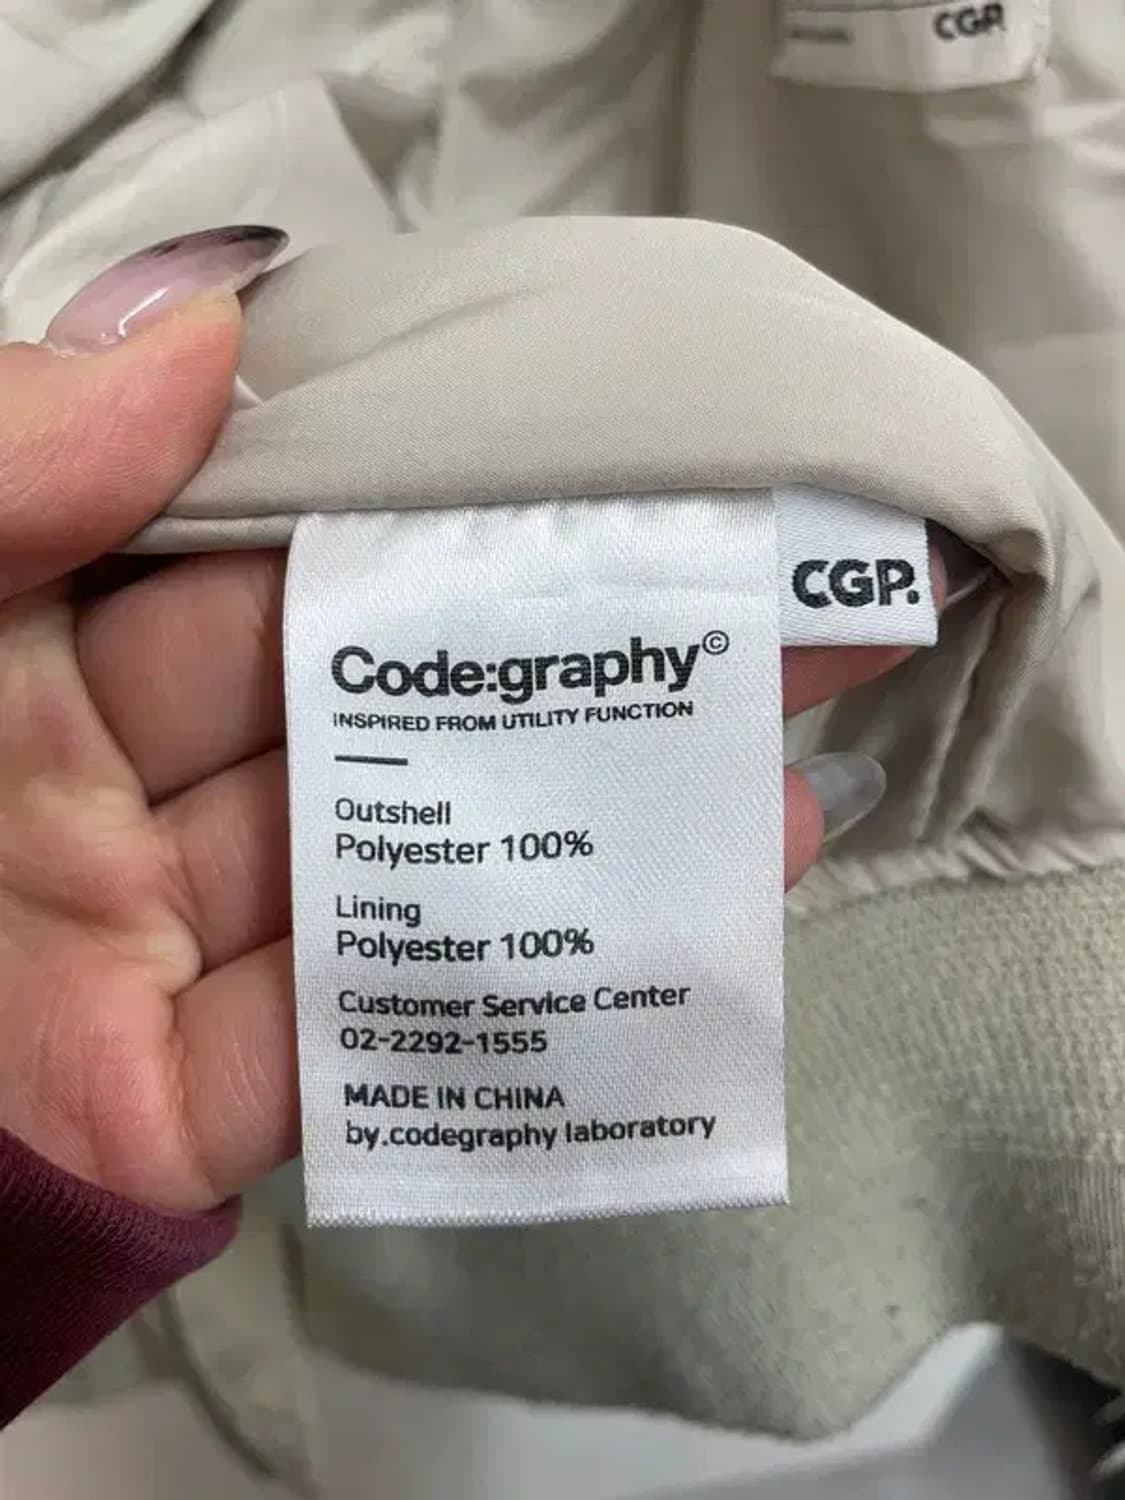 CGP.
CGP.
Code:graphy©
INSPIRED FROM UTILITY FUNCTION
Outshell
Polyester 100%
Lining
Polyester 100%
Customer Service Center
02-2292-1555
MADE IN CHINA
by.codegraphy laboratory